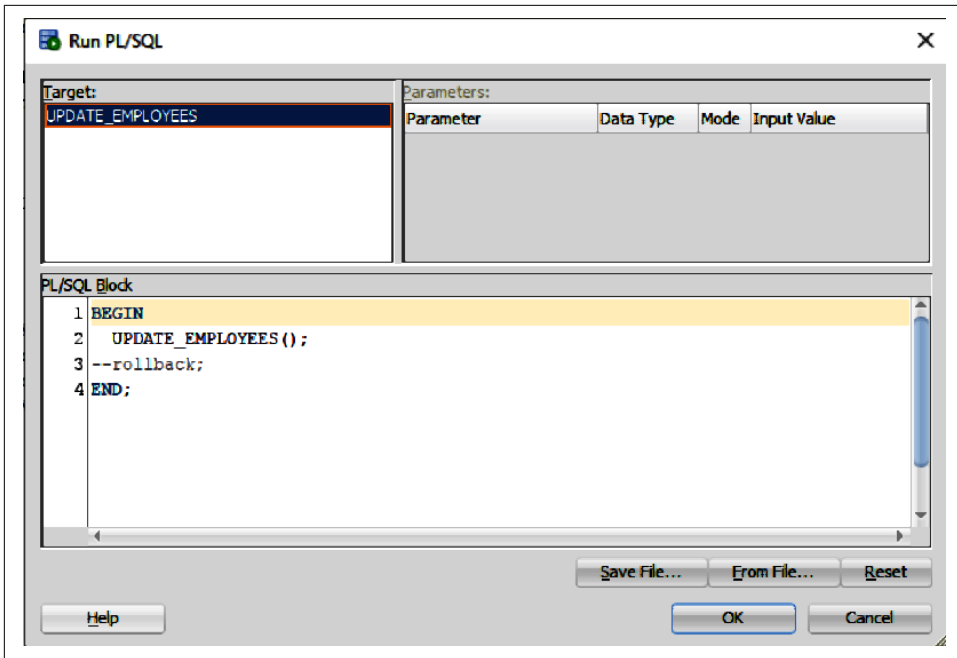 Run PL/SQL
Target:
UPDATE_EMPLOYEES
Parameters:
Parameter Data Type Mode Input Value
PL/SQL Block
1 BEGIN
2 UPDATE_EMPLOYEES();
3 --rollback;
4 END;
Save File... From File... Reset
Help OK Cancel